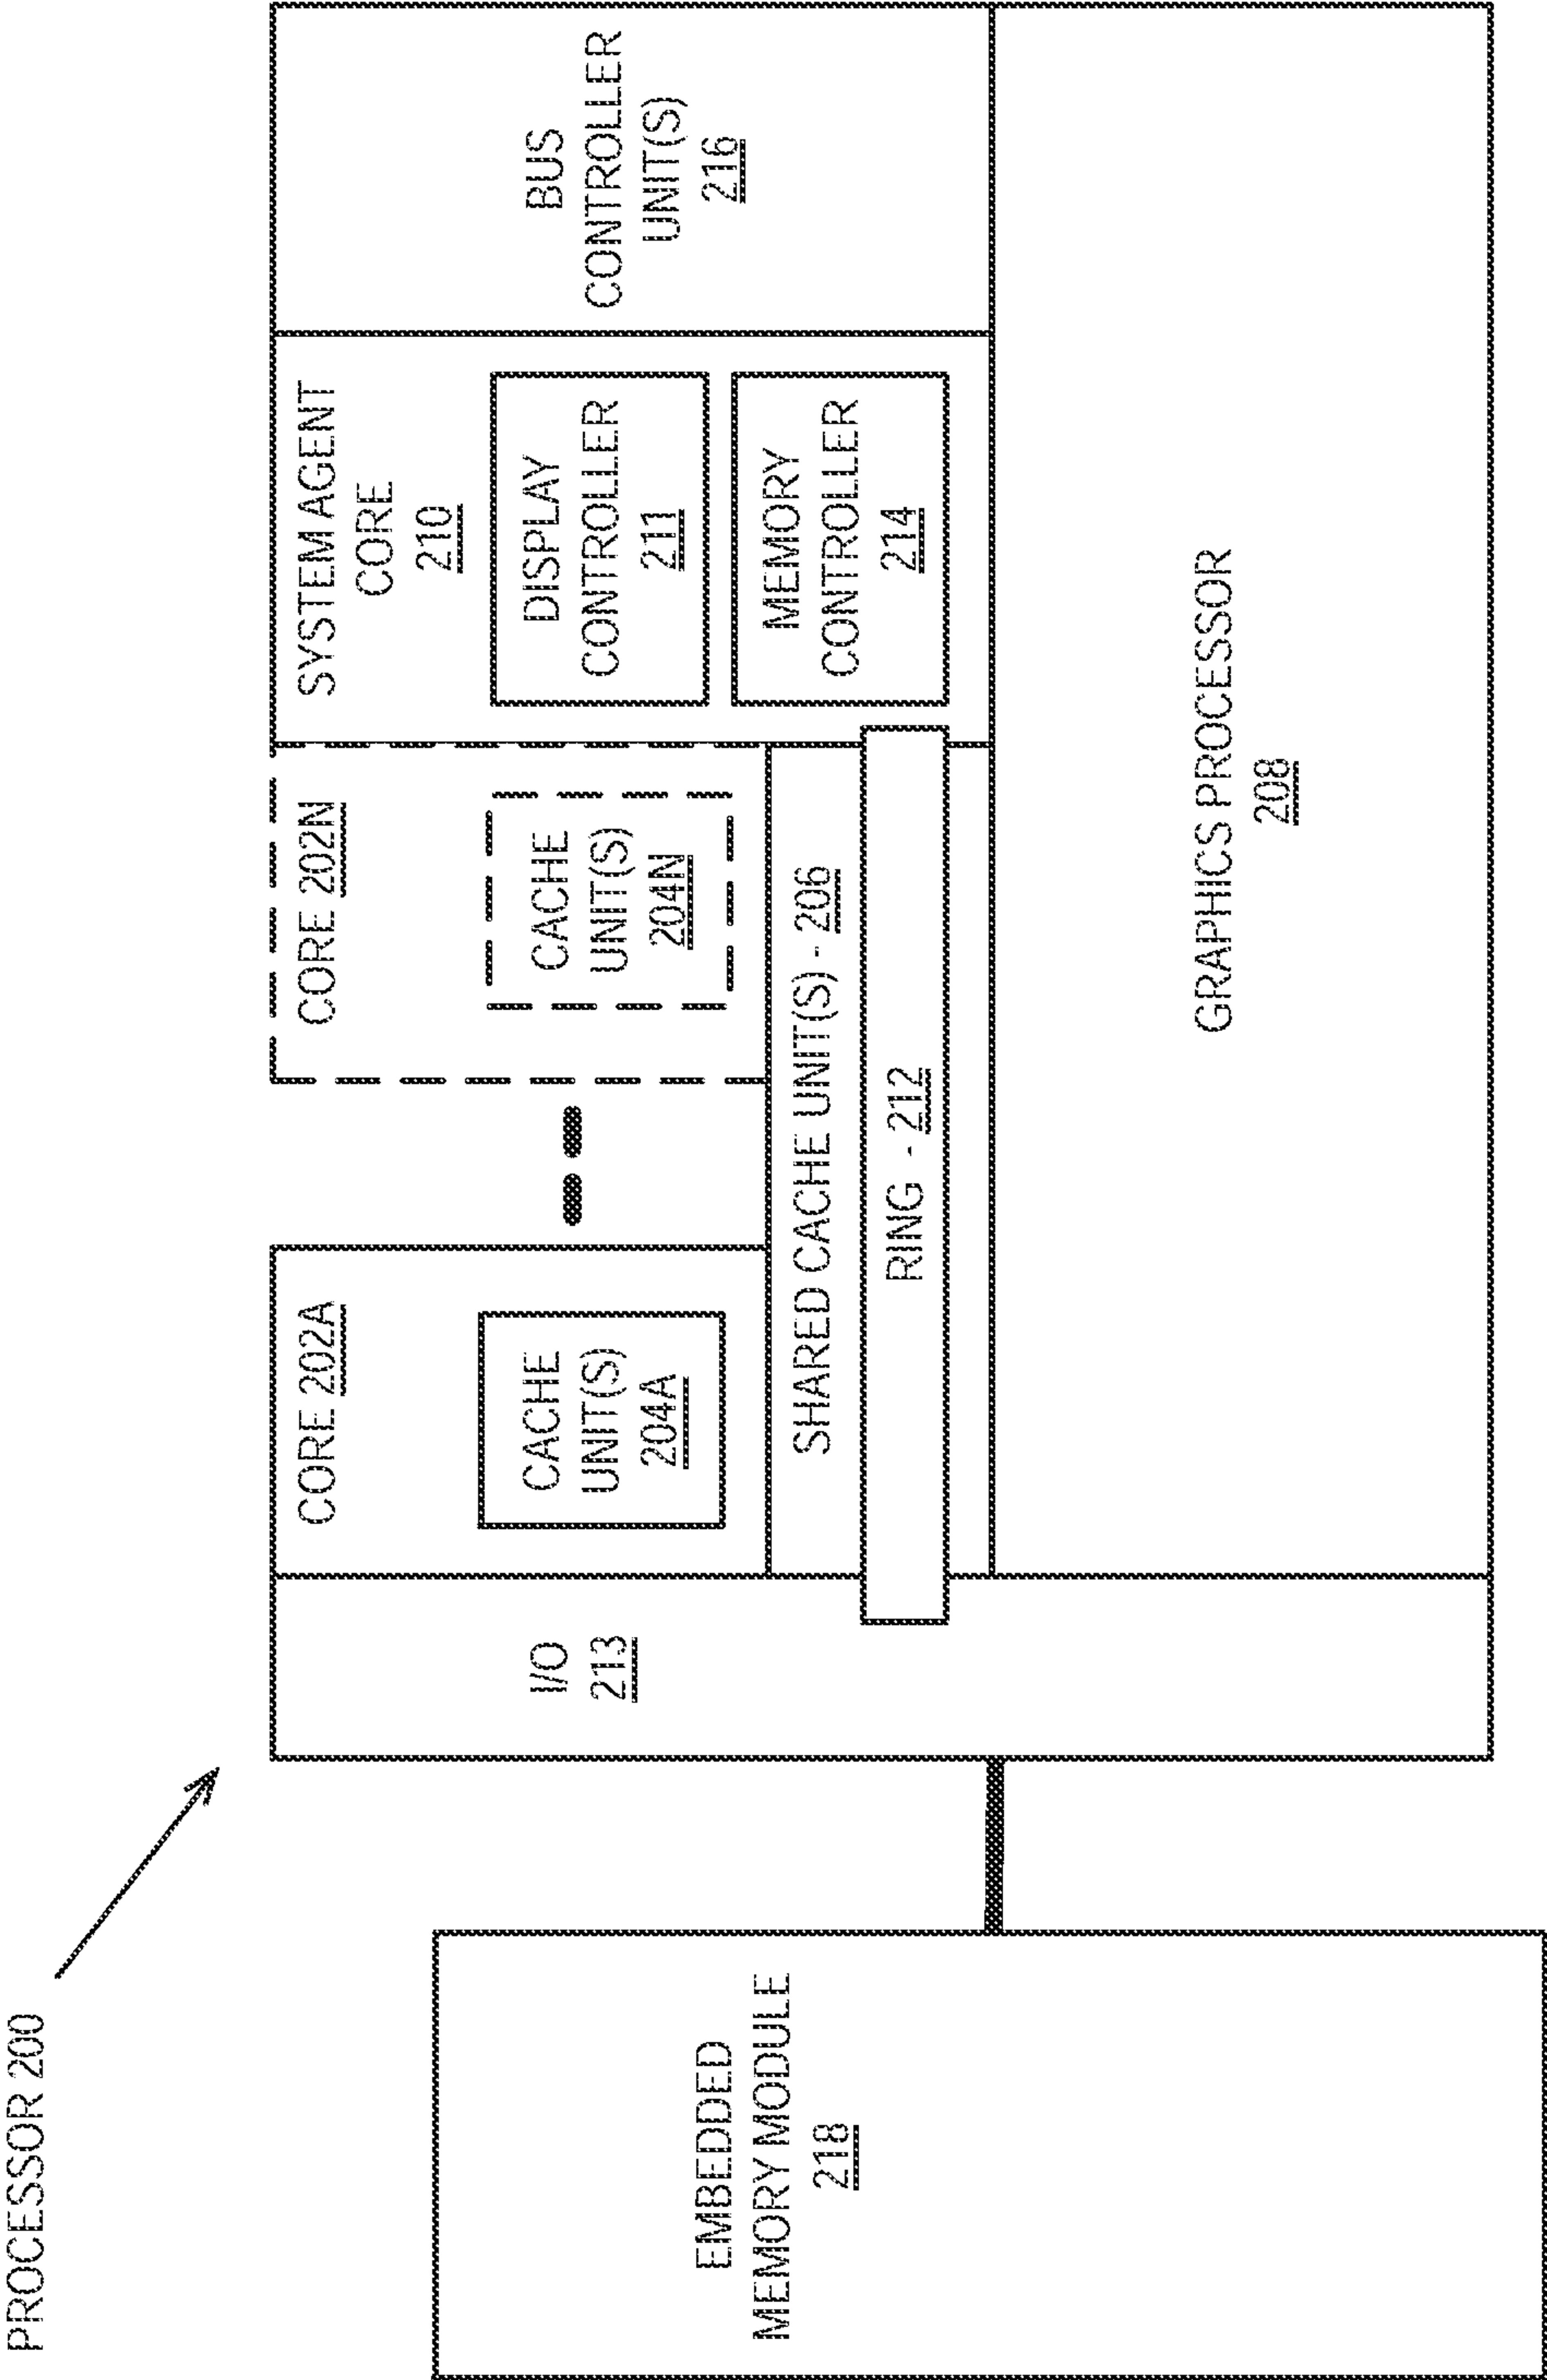 PROCESSOR 200
EMBEDDED
MEMORY MODULE
218
I/O
213
CORE 202A
CACHE
UNIT(S)
204A
CORE 202N
CACHE
UNIT(S)
204N
SHARED CACHE UNIT(S) - 206
RING - 212
SYSTEM AGENT
CORE
210
DISPLAY
CONTROLLER
211
MEMORY
CONTROLLER
214
BUS
CONTROLLER
UNIT(S)
216
GRAPHICS PROCESSOR
208